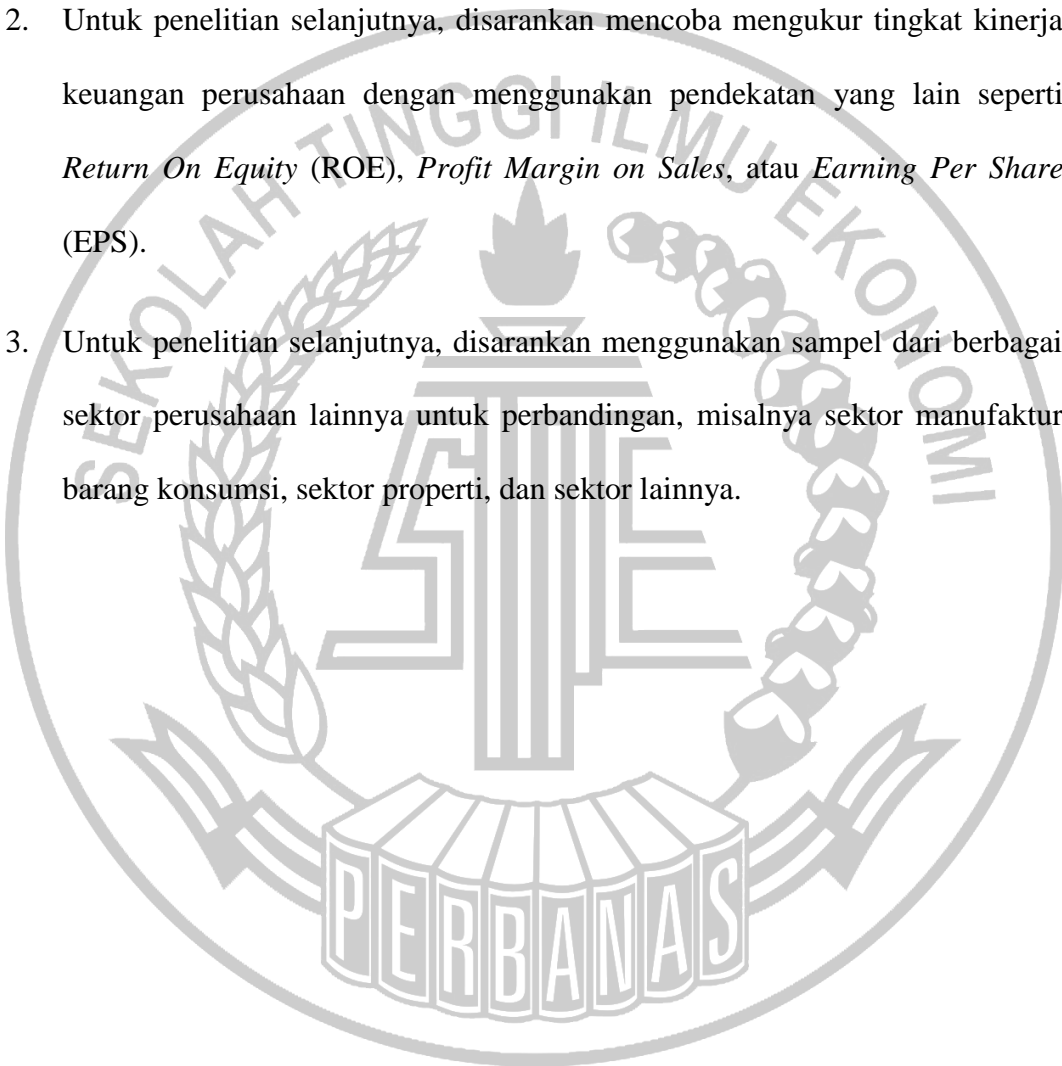 2. Untuk penelitian selanjutnya, disarankan mencoba mengukur tingkat kinerja
keuangan perusahaan dengan menggunakan pendekatan yang lain seperti
Return On Equity (ROE), Profit Margin on Sales, atau Earning Per Share
(EPS).
3. Untuk penelitian selanjutnya, disarankan menggunakan sampel dari berbagai
sektor perusahaan lainnya untuk perbandingan, misalnya sektor manufaktur
barang konsumsi, sektor properti, dan sektor lainnya.
SEKOLAH TINGGI ILMU EKONOMI
STIE
PERBANAS